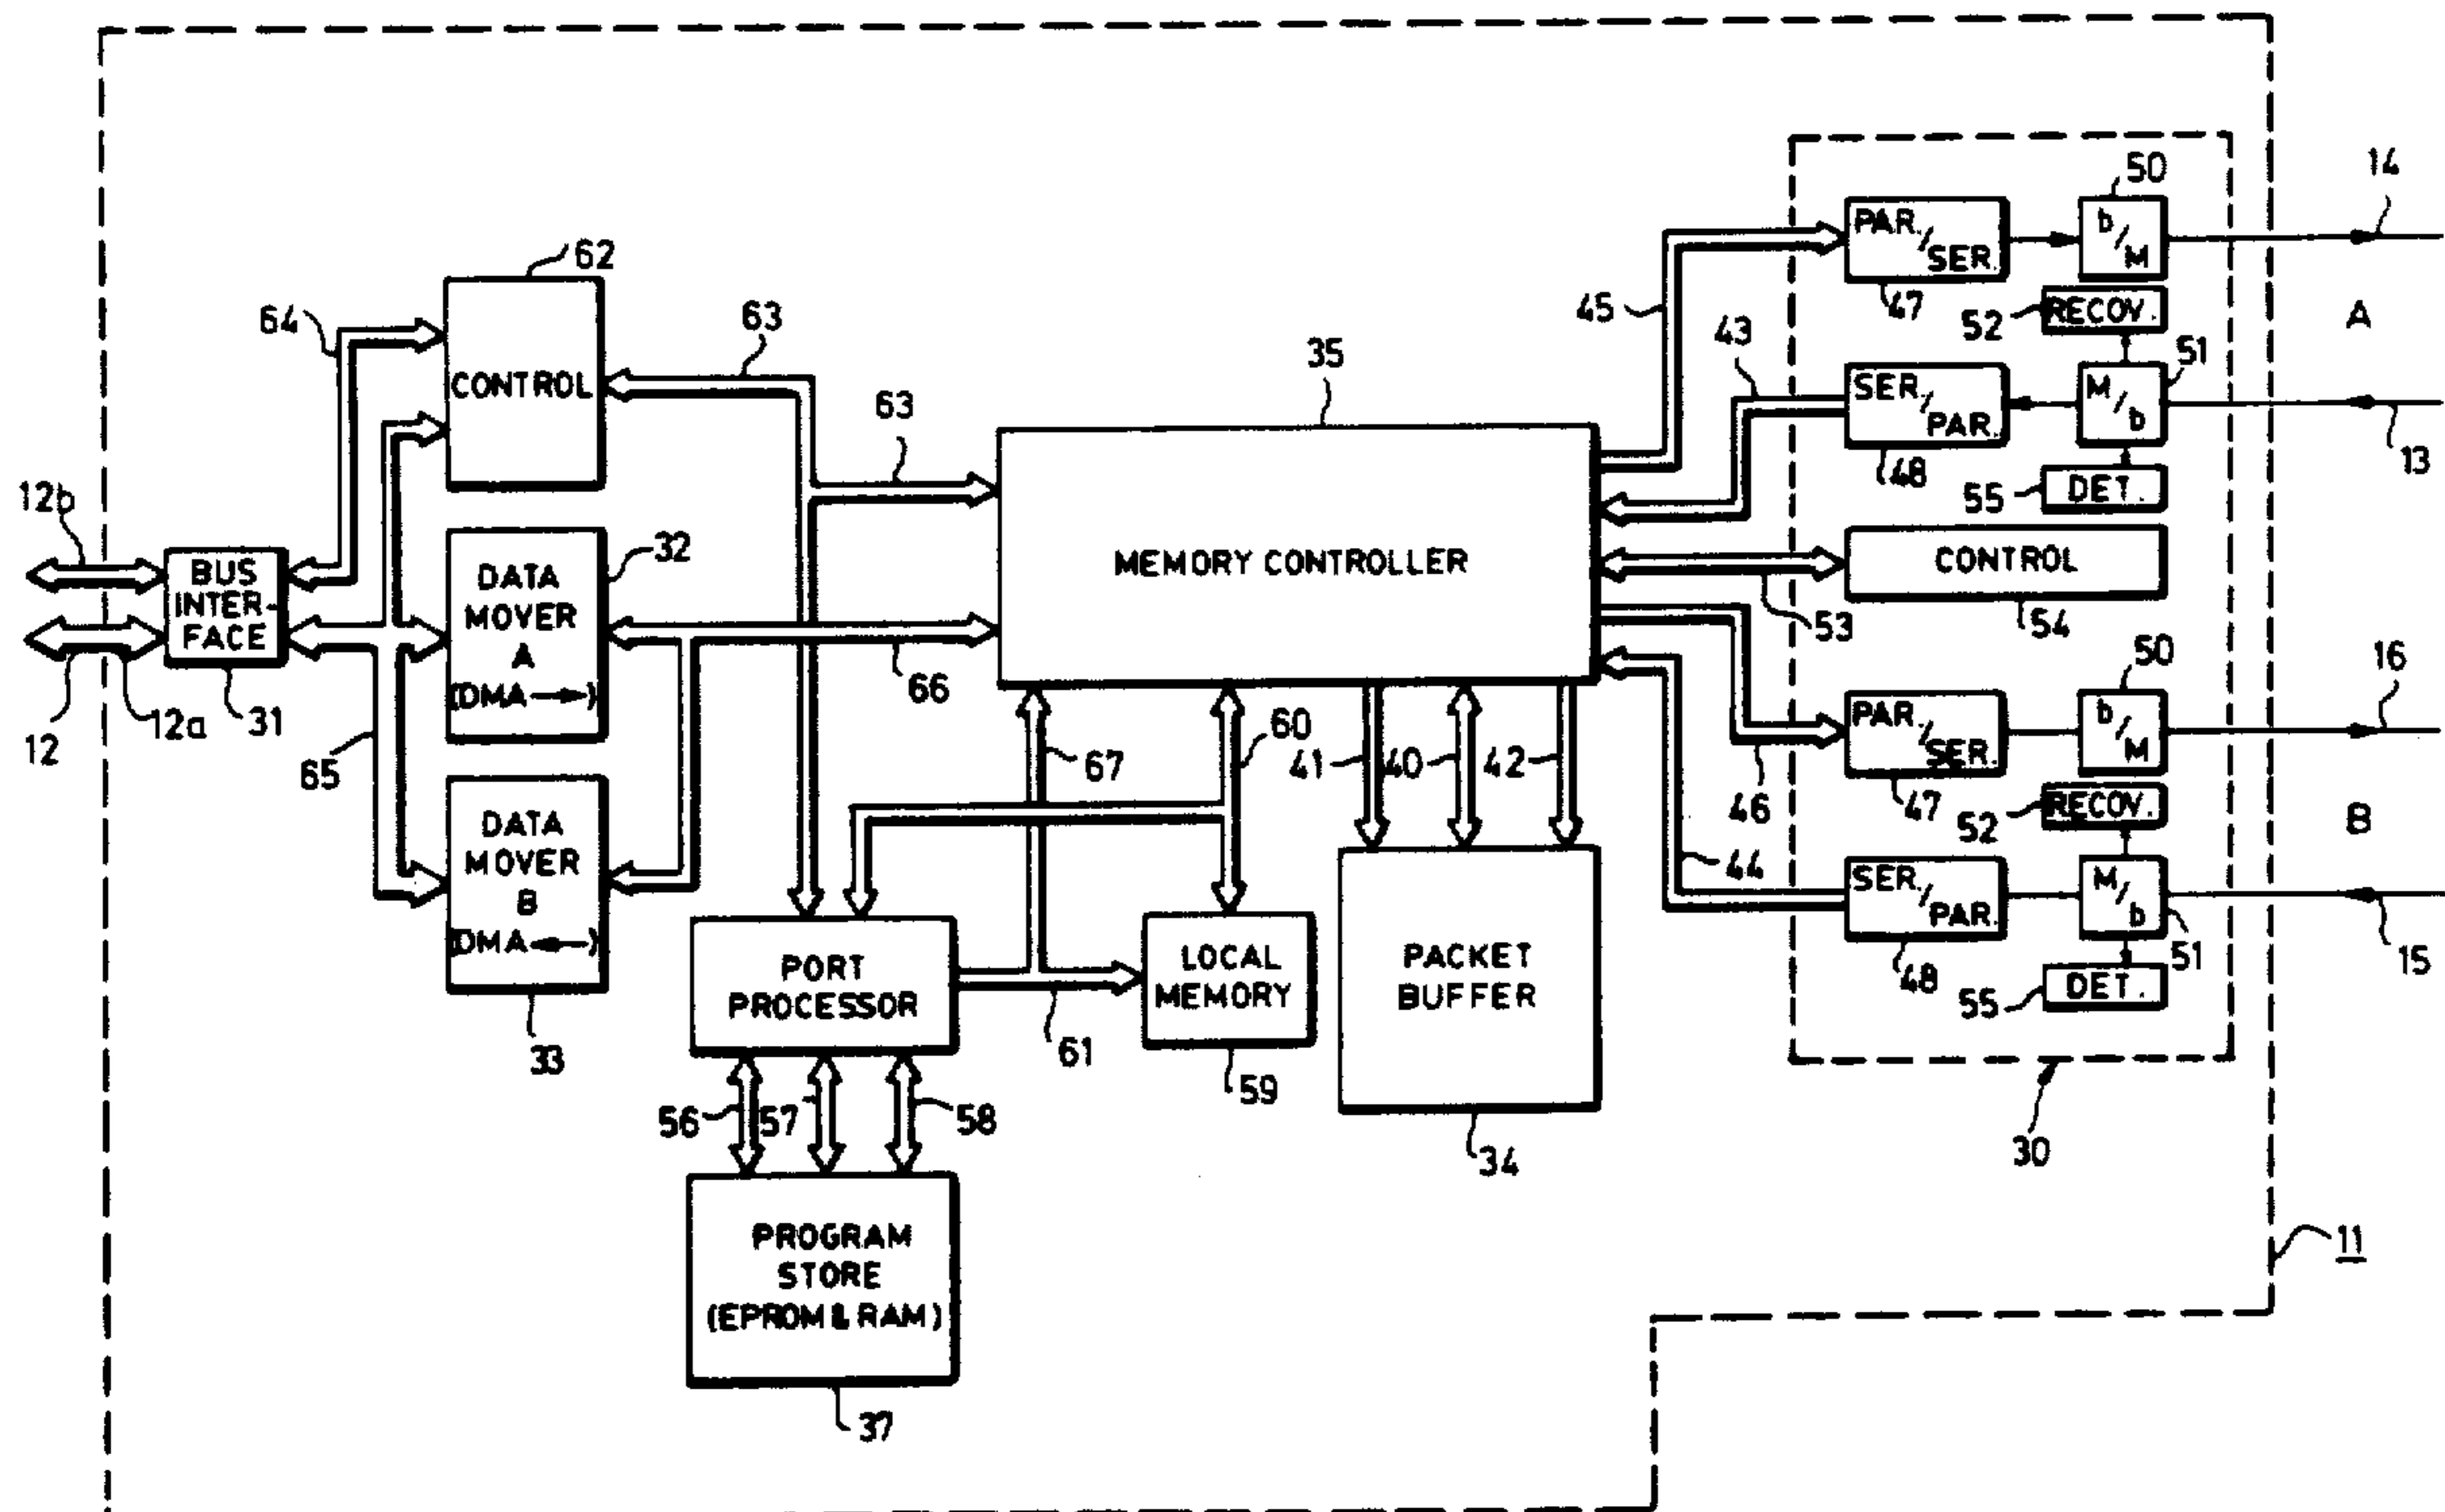 14
50
PAR./SER.
b/M
47
52
RECOV.
A
62
64
63
45
43
35
51
CONTROL
SER./PAR.
M/b
63
48
13
55
DET.
12b
32
BUS INTER-FACE
DATA
MOVER
A
(DMA→)
MEMORY CONTROLLER
CONTROL
53
54
12
12a
31
66
50
16
65
67
60
41
40
42
PAR./SER.
b/M
46
47
52
RECOV.
B
DATA
MOVER
B
(DMA←)
44
SER./PAR.
M/b
48
51
15
55
DET.
33
PORT
PROCESSOR
LOCAL
MEMORY
PACKET
BUFFER
61
59
56
57
58
34
30
PROGRAM
STORE
(EPROM & RAM)
37
11